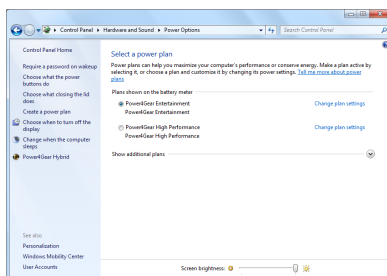 Control Panel
Hardware and Sound
Power Options
Search Control Panel
Control Panel Home
Require a password on wakeup
Choose what the power
buttons do
Choose what closing the lid
does
Create a power plan
Choose when to turn off the
display
Change when the computer
sleeps
Power4Gear Hybrid
See also
Personalization
Windows Mobility Center
User Accounts
Select a power plan
Power plans can help you maximize your computer's performance or conserve energy. Make a plan active by
selecting it, or choose a plan and customize it by changing its power settings. Tell me more about power
plans
Plans shown on the battery meter
Power4Gear Entertainment
Change plan settings
Power4Gear Entertainment
Power4Gear High Performance
Change plan settings
Power4Gear High Performance
Show additional plans
Screen brightness: